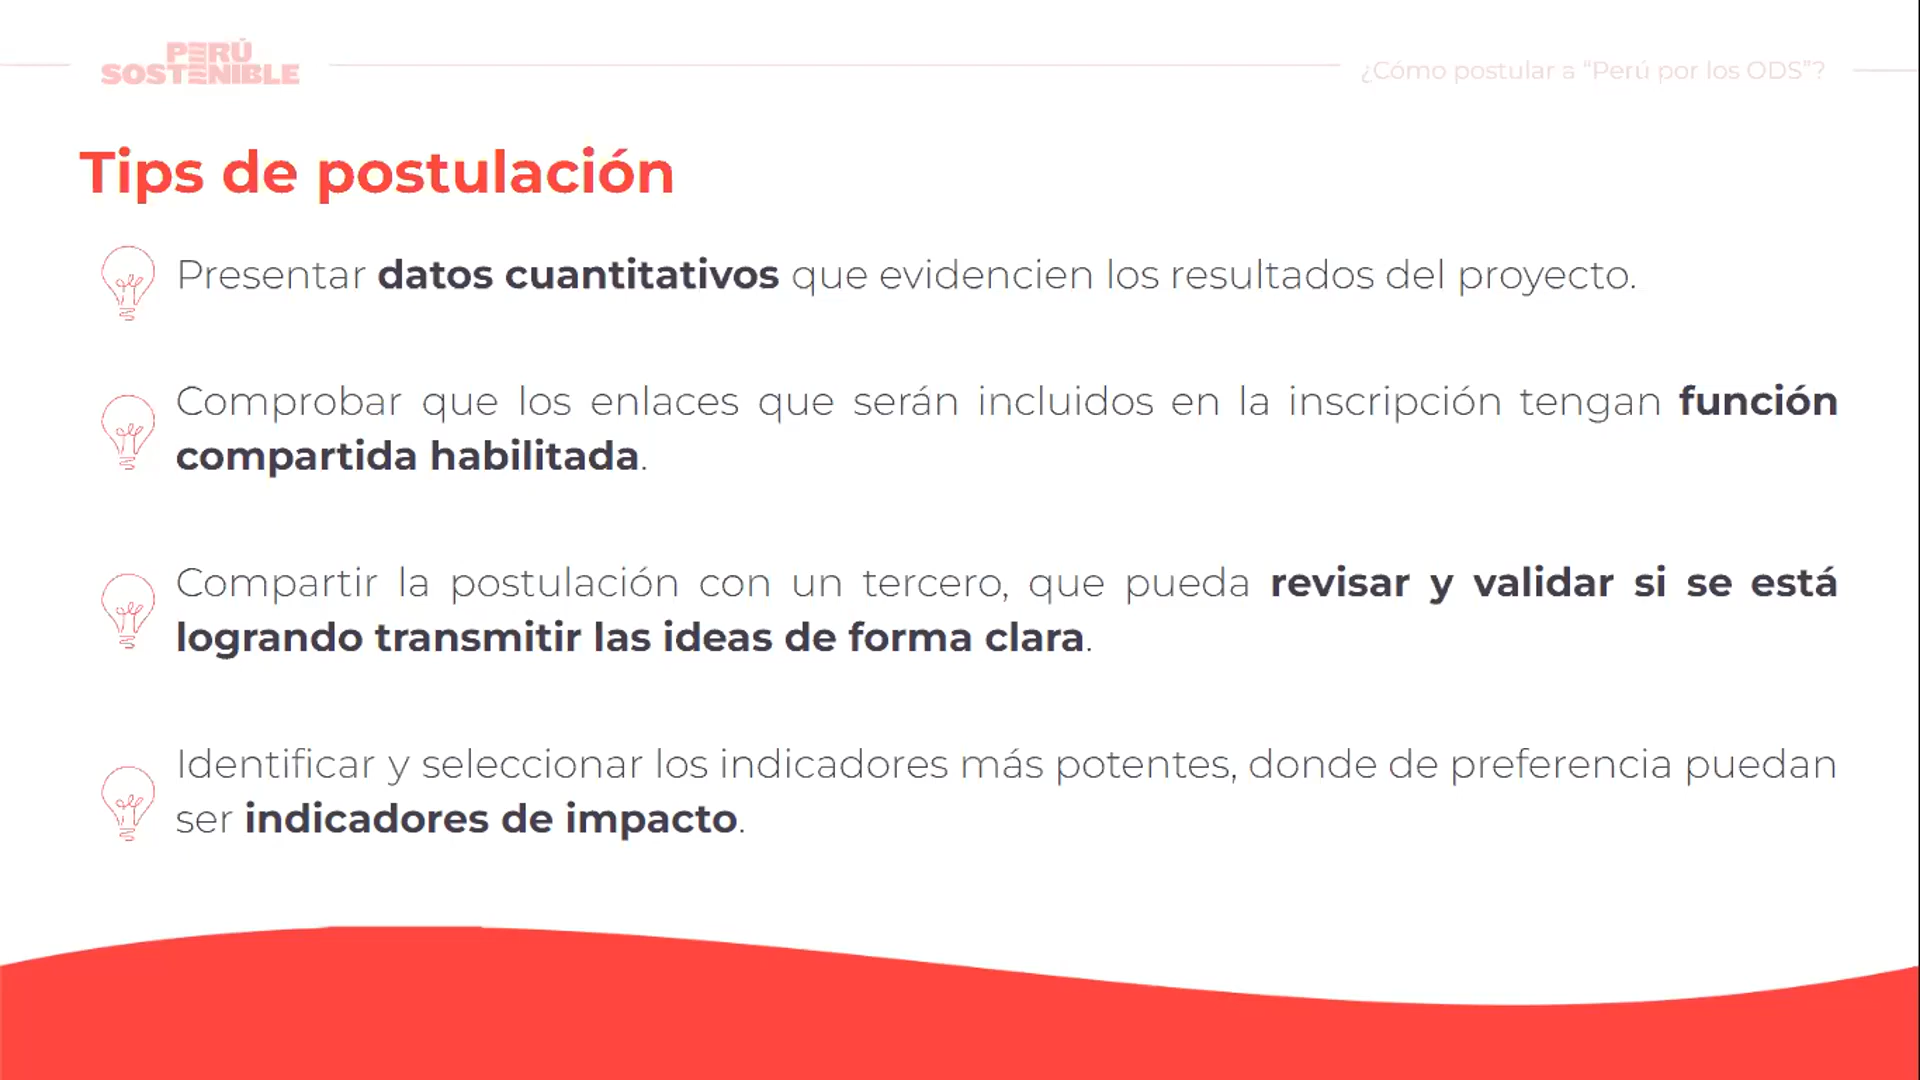 PERÚ
SOSTENIBLE
¿Cómo postular a “Perú por los ODS”?
Tips de postulación
Presentar datos cuantitativos que evidencien los resultados del proyecto.
Comprobar que los enlaces que serán incluidos en la inscripción tengan función
compartida habilitada.
Compartir la postulación con un tercero, que pueda revisar y validar si se está
logrando transmitir las ideas de forma clara.
Identificar y seleccionar los indicadores más potentes, donde de preferencia puedan
ser indicadores de impacto.